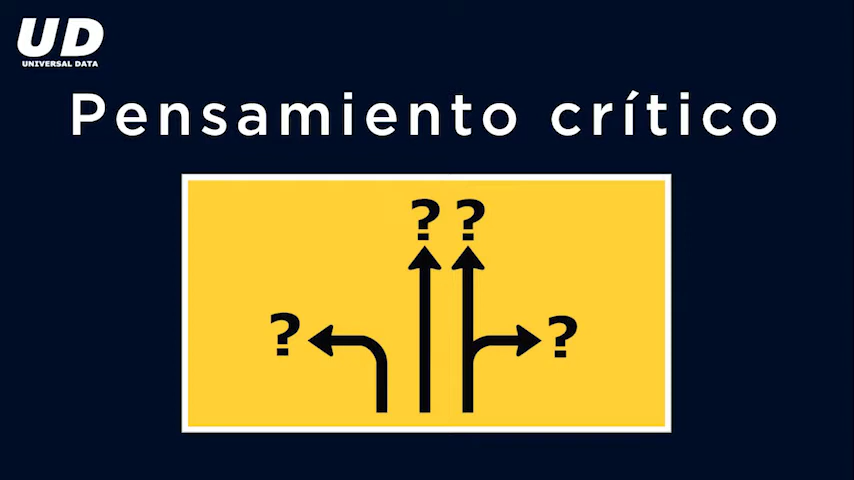 UD
UNIVERSAL DATA
Pensamiento crítico
? ?
? ?